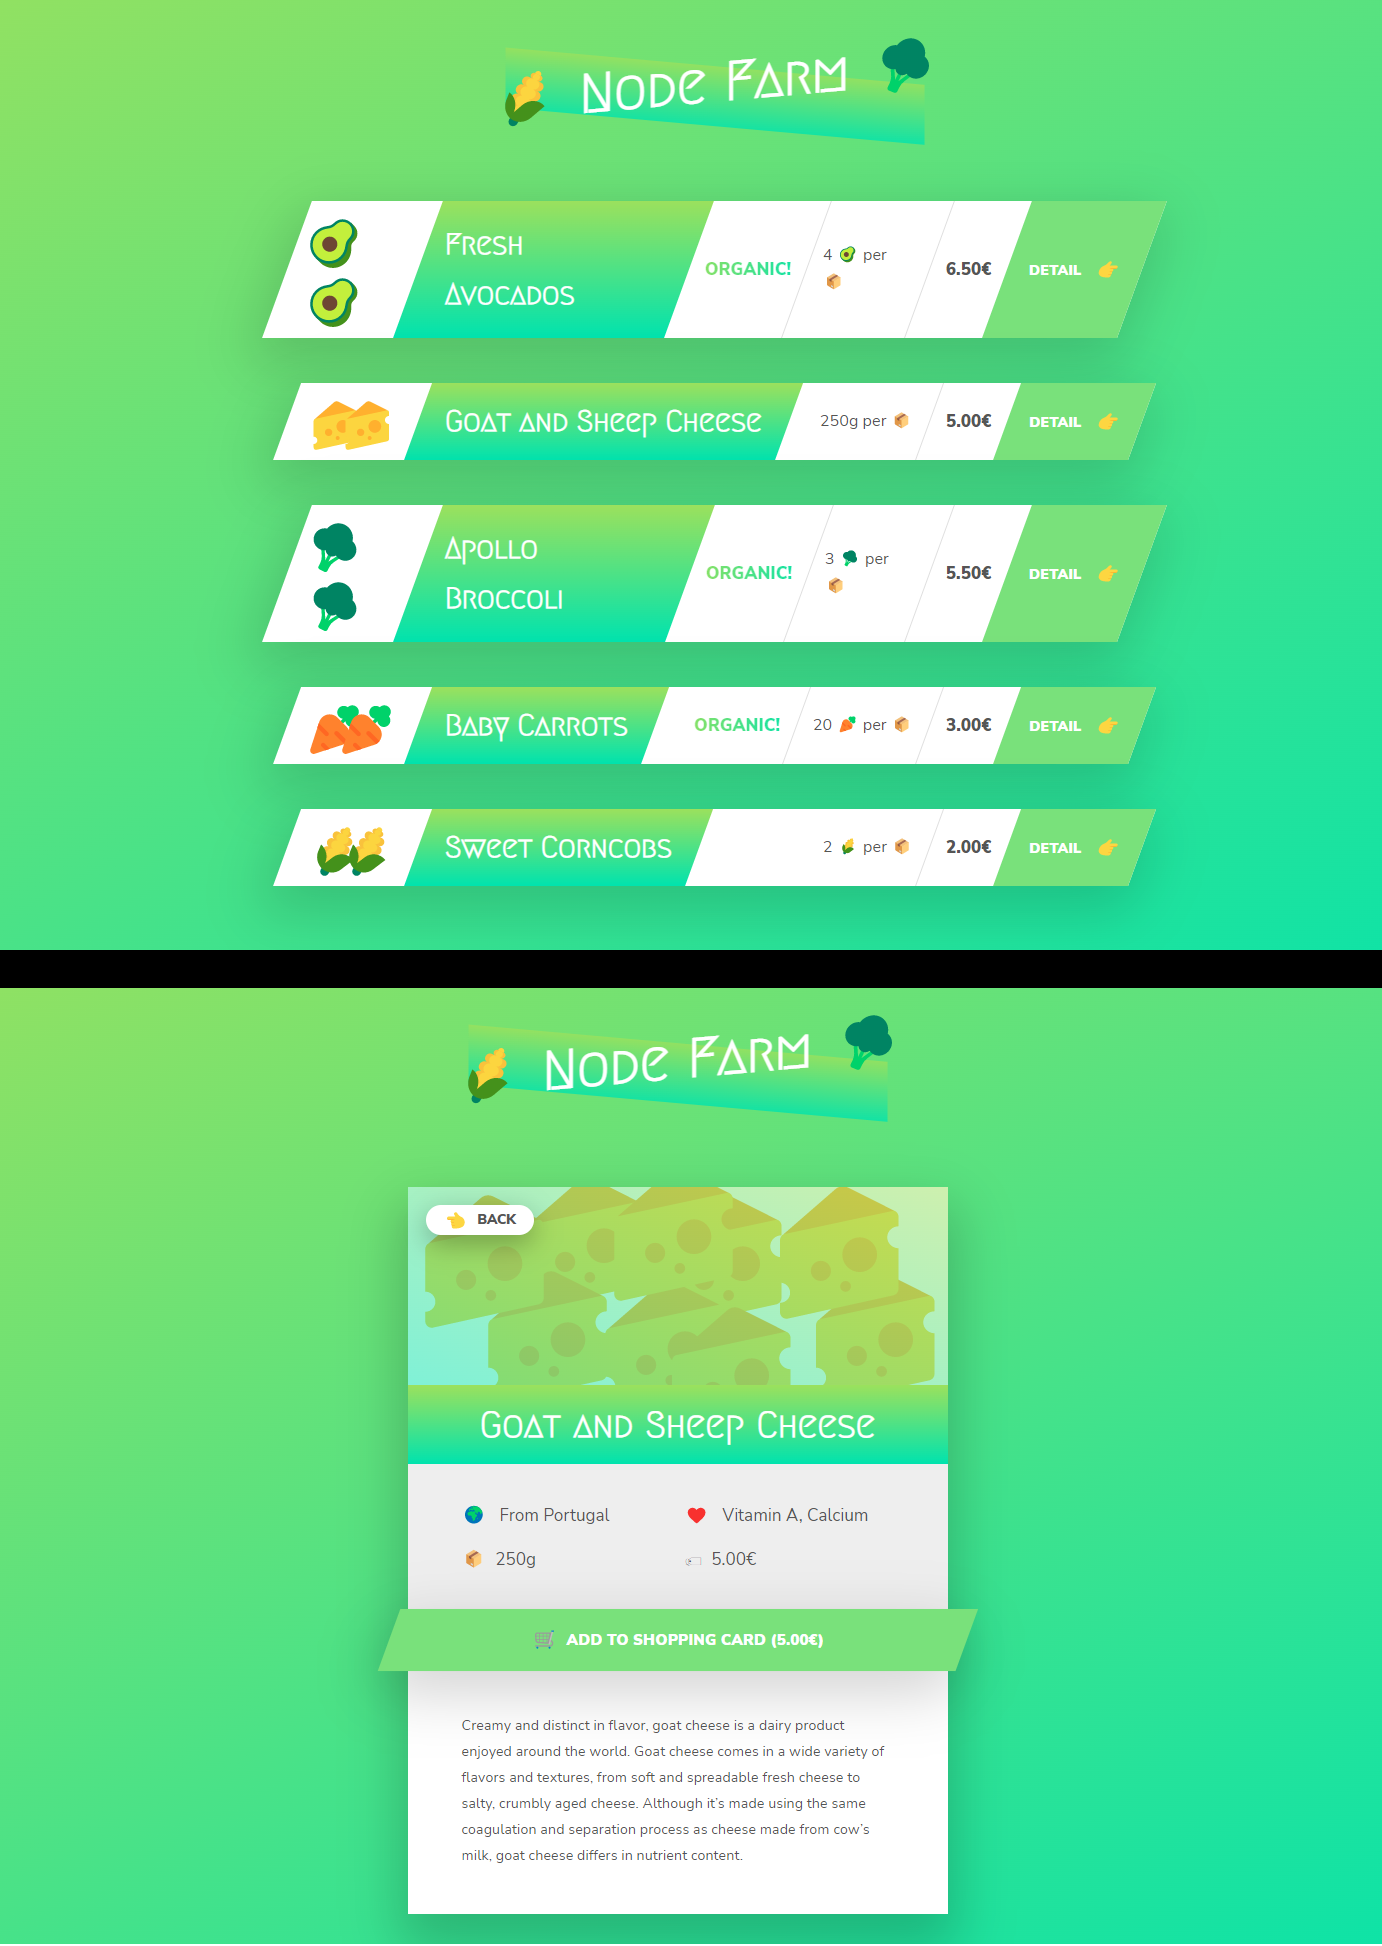 Node Farm
Fresh
Avocados
ORGANIC!
4 🥑 per
📦
6.50€
DETAIL 👉
Goat and Sheep Cheese
250g per 📦
5.00€
DETAIL 👉
Apollo
Broccoli
ORGANIC!
3 🥦 per
📦
5.50€
DETAIL 👉
Baby Carrots
ORGANIC!
20 🥕 per 📦
3.00€
DETAIL 👉
Sweet Corncobs
2 🌽 per 📦
2.00€
DETAIL 👉
Node Farm
👈 BACK
Goat and Sheep Cheese
🌍 From Portugal
❤️ Vitamin A, Calcium
📦 250g
🏷 5.00€
🛒 ADD TO SHOPPING CARD (5.00€)
Creamy and distinct in flavor, goat cheese is a dairy product
enjoyed around the world. Goat cheese comes in a wide variety of
flavors and textures, from soft and spreadable fresh cheese to
salty, crumbly aged cheese. Although it’s made using the same
coagulation and separation process as cheese made from cow’s
milk, goat cheese differs in nutrient content.